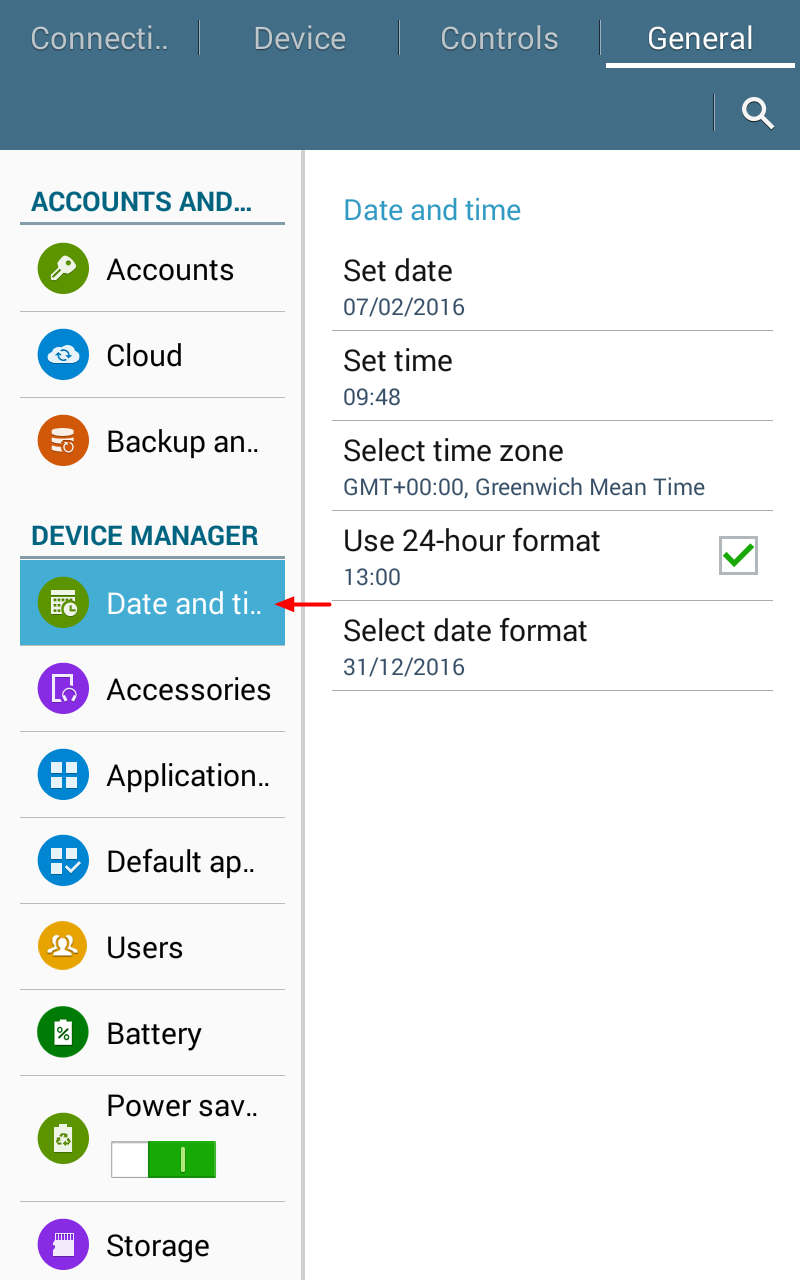 Connecti..
Device
Controls
General
ACCOUNTS AND...
Accounts
Cloud
Backup an..
DEVICE MANAGER
Date and ti..
Accessories
Application..
Default ap..
Users
Battery
Power sav..
Storage
Date and time
Set date
07/02/2016
Set time
09:48
Select time zone
GMT+00:00, Greenwich Mean Time
Use 24-hour format
13:00
Select date format
31/12/2016